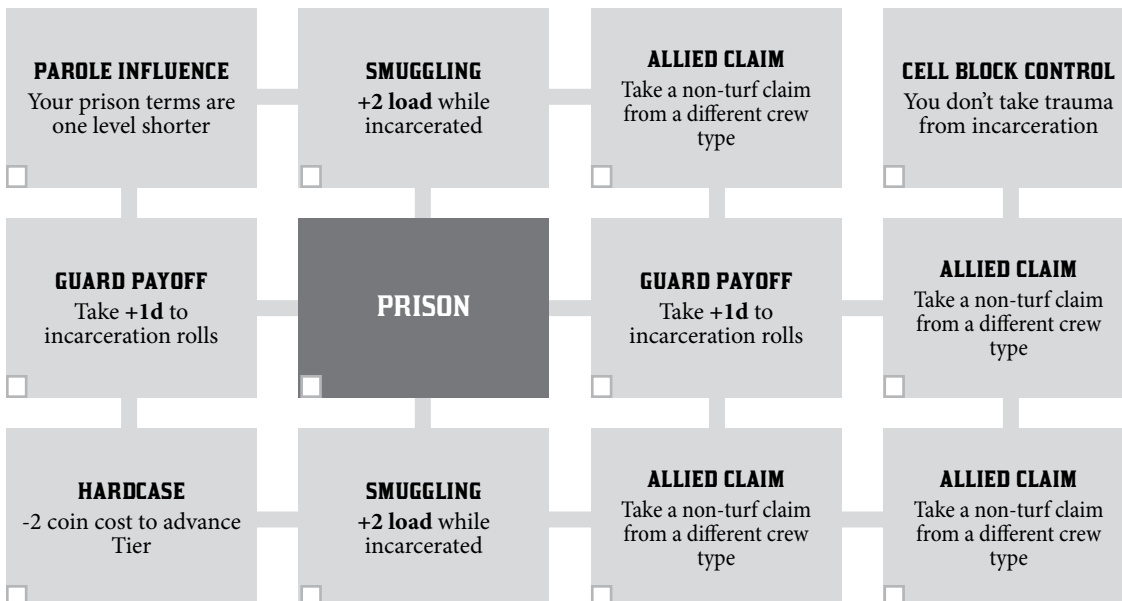 PAROLE INFLUENCE
Your prison terms are
one level shorter
SMUGGLING
+2 load while
incarcerated
ALLIED CLAIM
Take a non-turf claim
from a different crew
type
CELL BLOCK CONTROL
You don't take trauma
from incarceration
GUARD PAYOFF
Take +1d to
incarceration rolls
PRISON
GUARD PAYOFF
Take +1d to
incarceration rolls
ALLIED CLAIM
Take a non-turf claim
from a different crew
type
HARDCASE
-2 coin cost to advance
Tier
SMUGGLING
+2 load while
incarcerated
ALLIED CLAIM
Take a non-turf claim
from a different crew
type
ALLIED CLAIM
Take a non-turf claim
from a different crew
type